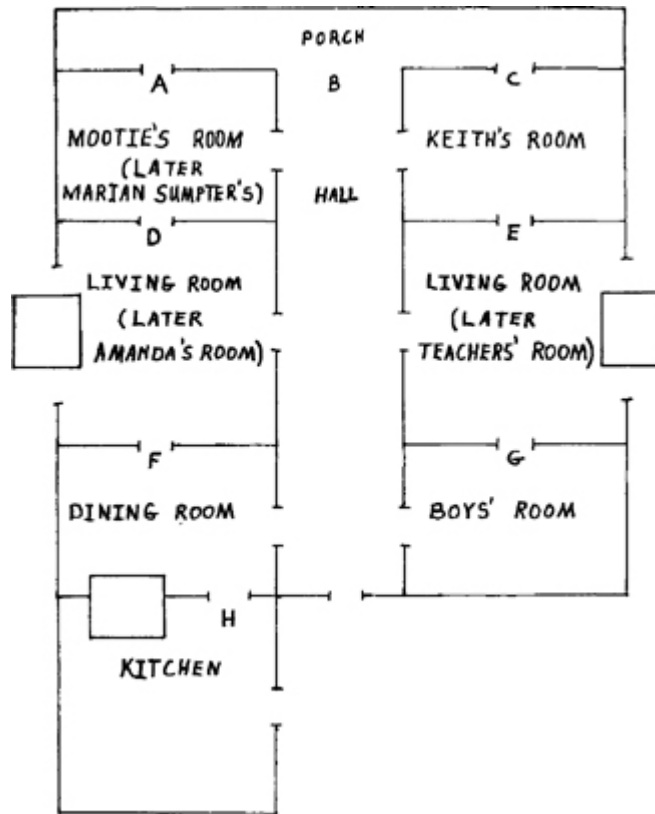 PORCH
A
B
C
MOOTIE'S ROOM
(LATER
MARIAN SUMPTER'S)
KEITH'S ROOM
HALL
D
E
LIVING ROOM
(LATER
AMANDA'S ROOM)
LIVING ROOM
(LATER
TEACHERS' ROOM)
F
G
DINING ROOM
BOYS' ROOM
H
KITCHEN